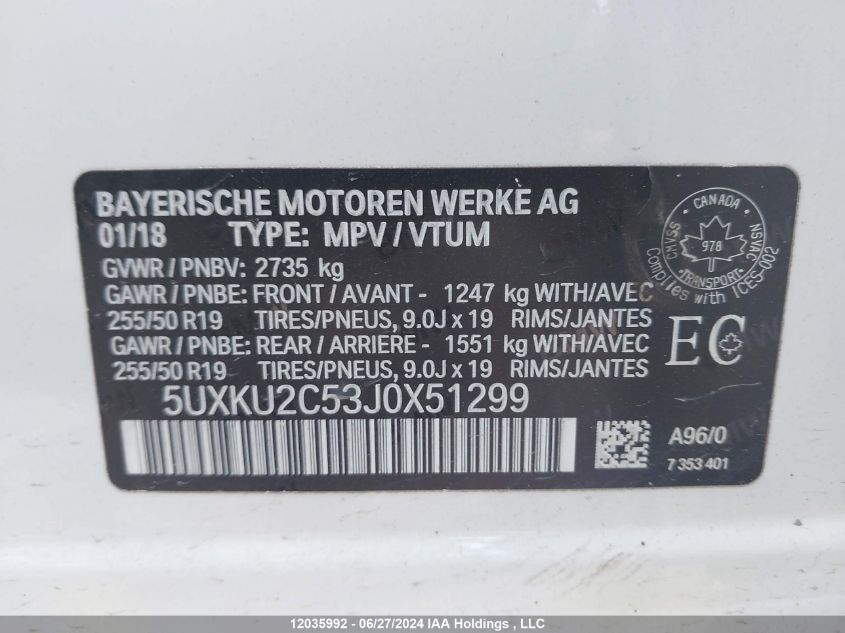 BAYERISCHE MOTOREN WERKE AG
01/18 TYPE: MPV / VTUM
GVWR / PNBV: 2735 kg
GAWR / PNBE: FRONT / AVANT - 1247 kg WITH/AVEC
255/50 R19 TIRES/PNEUS, 9.0J x 19 RIMS/JANTES
GAWR / PNBE: REAR / ARRIERE - 1551 kg WITH/AVEC
255/50 R19 TIRES/PNEUS, 9.0J x 19 RIMS/JANTES
5UXKU2C53J0X51299
CANADA
CMVSS
NSVAC
978
TRANSPORT
Complies with ICES-002
EC
A96/0
7 353 401
12035992 - 06/27/2024 IAA Holdings , LLC